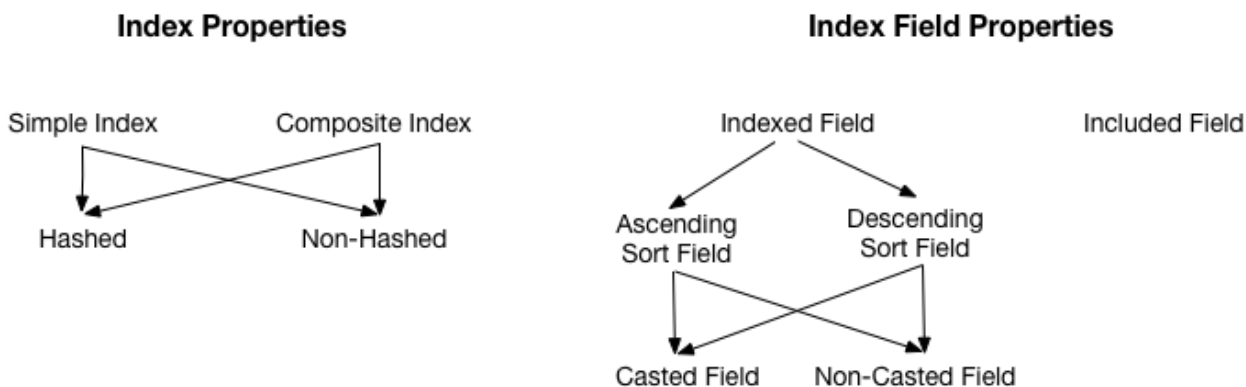 Index Properties
Index Field Properties
Simple Index
Composite Index
Indexed Field
Included Field
Hashed
Non-Hashed
Ascending
Sort Field
Descending
Sort Field
Casted Field
Non-Casted Field